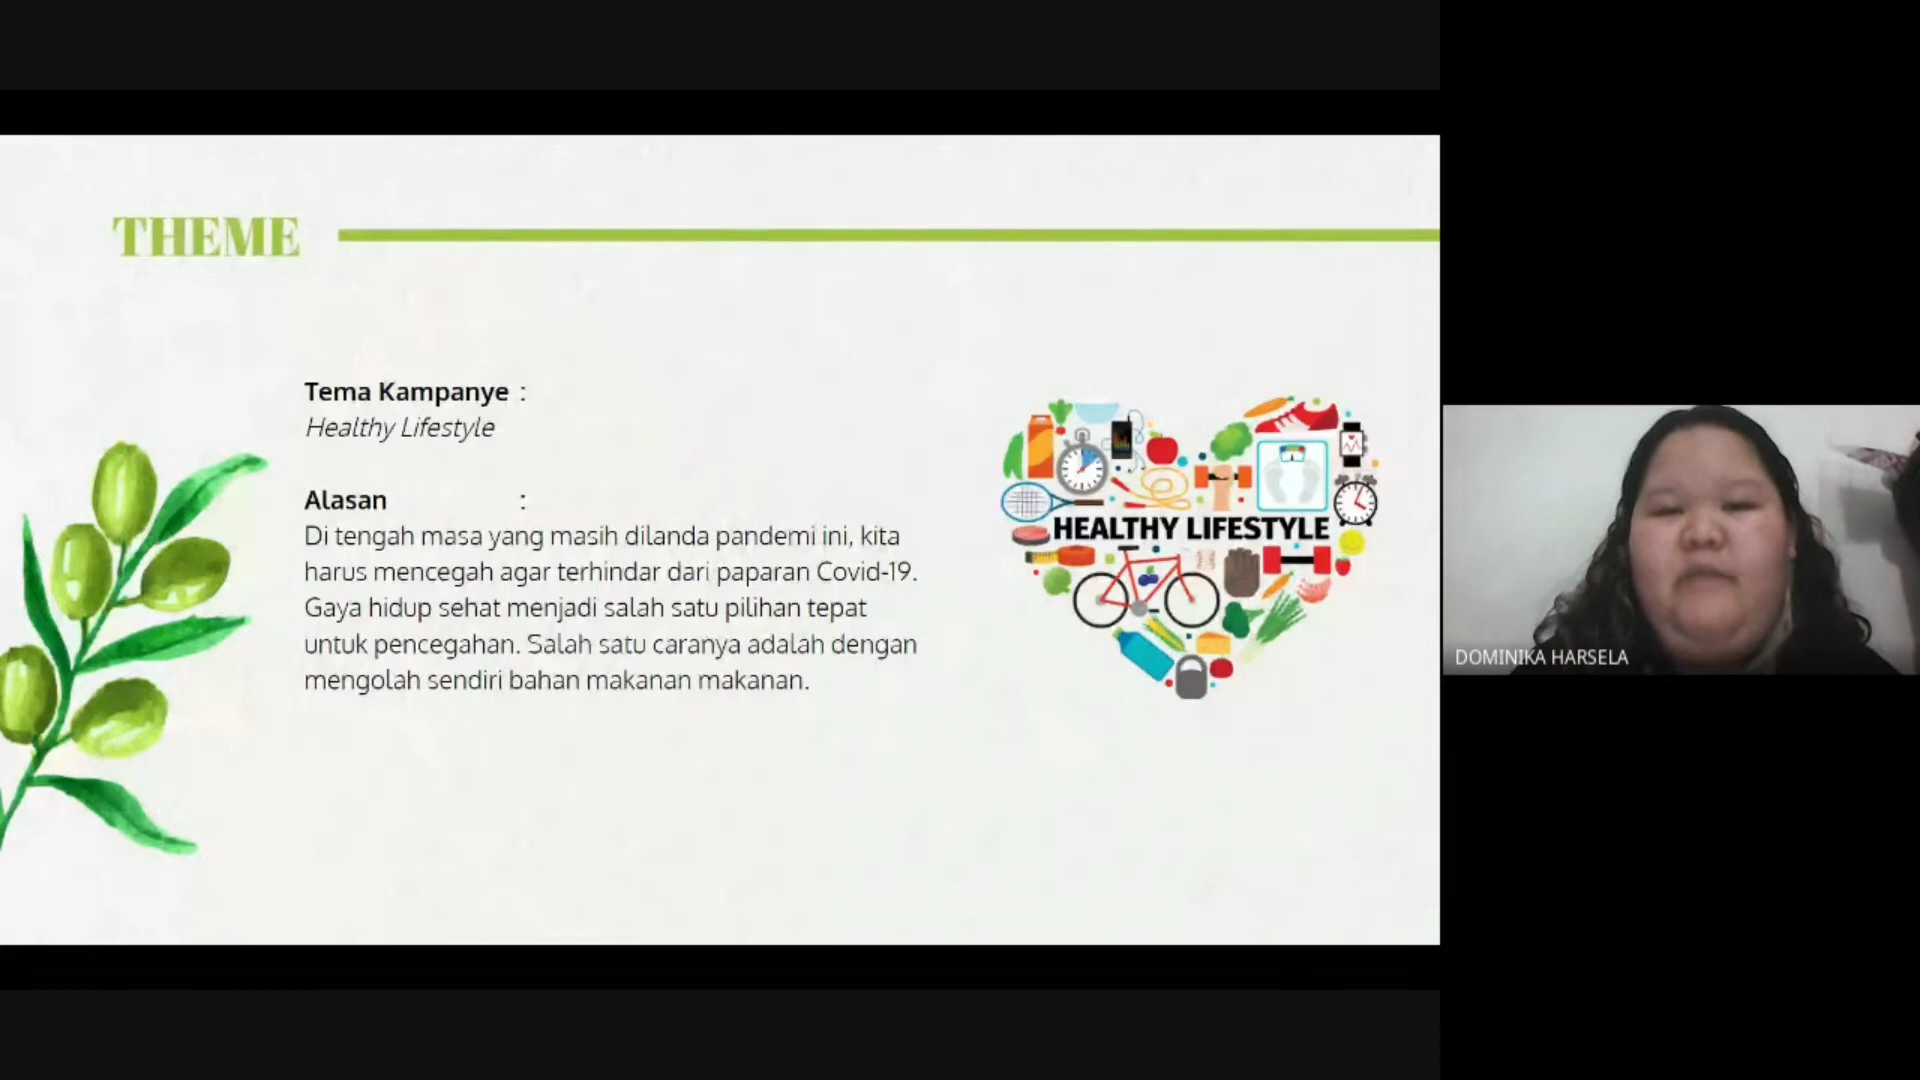 THEME
Tema Kampanye :
Healthy Lifestyle
Alasan :
Di tengah masa yang masih dilanda pandemi ini, kita
harus mencegah agar terhindar dari paparan Covid-19.
Gaya hidup sehat menjadi salah satu pilihan tepat
untuk pencegahan. Salah satu caranya adalah dengan
mengolah sendiri bahan makanan makanan.
HEALTHY LIFESTYLE
DOMINIKA HARSELA